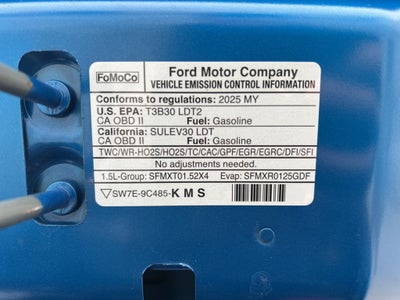 FoMoCo
Ford Motor Company
VEHICLE EMISSION CONTROL INFORMATION
Conforms to regulations: 2025 MY
U.S. EPA: T3B30 LDT2
CA OBD II Fuel: Gasoline
California: SULEV30 LDT
CA OBD II Fuel: Gasoline
TWC/WR-HO2S/HO2S/TC/CAC/GPF/EGR/EGRC/DFI/SFI
No adjustments needed.
1.5L-Group: SFMXT01.52X4 Evap: SFMXR0125GDF
SW7E-9C485-KMS